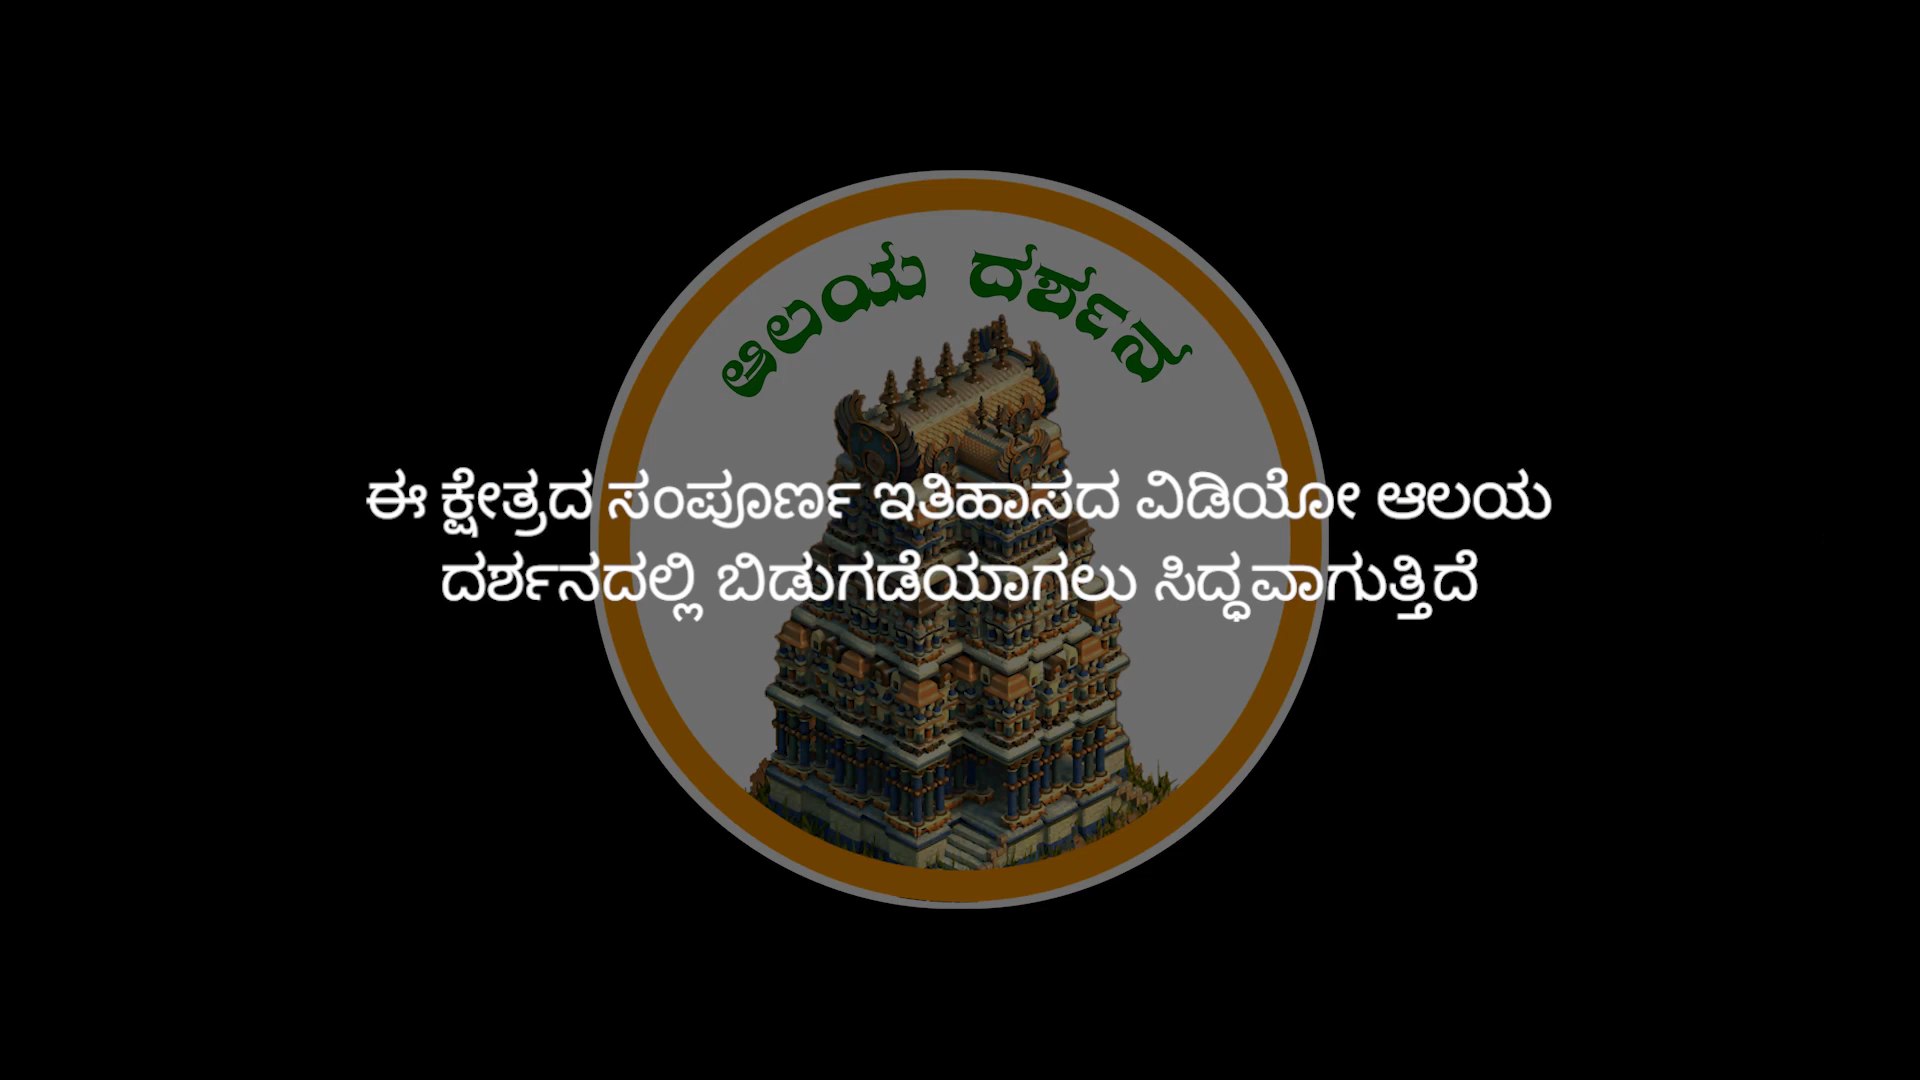 ಆಲಯ ದರ್ಶನ
ಈ ಕ್ಷೇತ್ರದ ಸಂಪೂರ್ಣ ಇತಿಹಾಸದ ವಿಡಿಯೋ ಆಲಯ
ದರ್ಶನದಲ್ಲಿ ಬಿಡುಗಡೆಯಾಗಲು ಸಿದ್ಧವಾಗುತ್ತಿದೆ